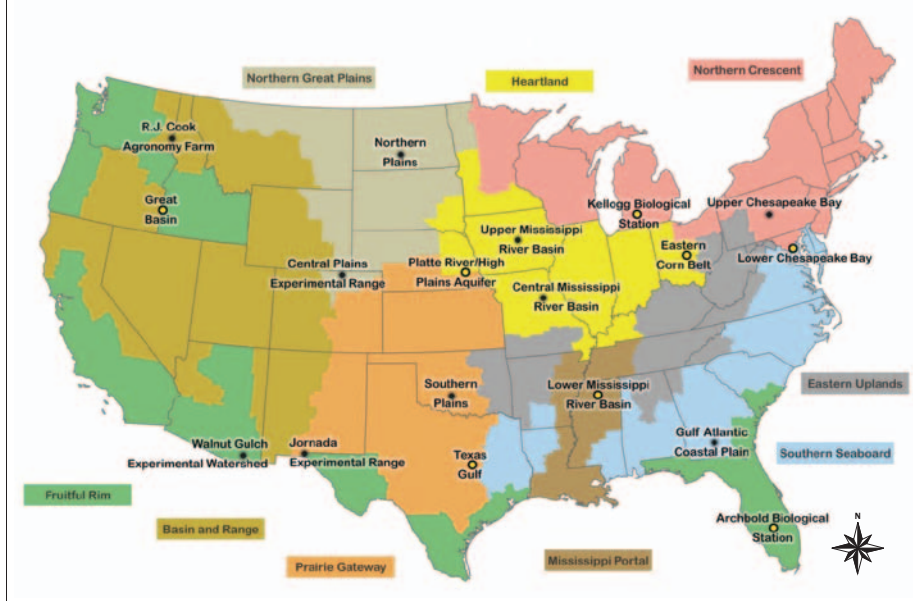 Northern Great Plains
Heartland
Northern Crescent
R.J. Cook
Agronomy Farm
Northern
Plains
Great
Basin
Kellogg Biological
Station
Upper Chesapeake Bay
Upper Mississippi
River Basin
Eastern
Corn Belt
Lower Chesapeake Bay
Central Plains
Experimental Range
Platte River/High
Plains Aquifer
Central Mississippi
River Basin
Southern
Plains
Lower Mississippi
River Basin
Eastern Uplands
Gulf Atlantic
Coastal Plain
Walnut Gulch
Experimental Watershed
Jornada
Experimental Range
Texas
Gulf
Southern Seaboard
Fruitful Rim
Archbold Biological
Station
N
Basin and Range
Prairie Gateway
Mississippi Portal